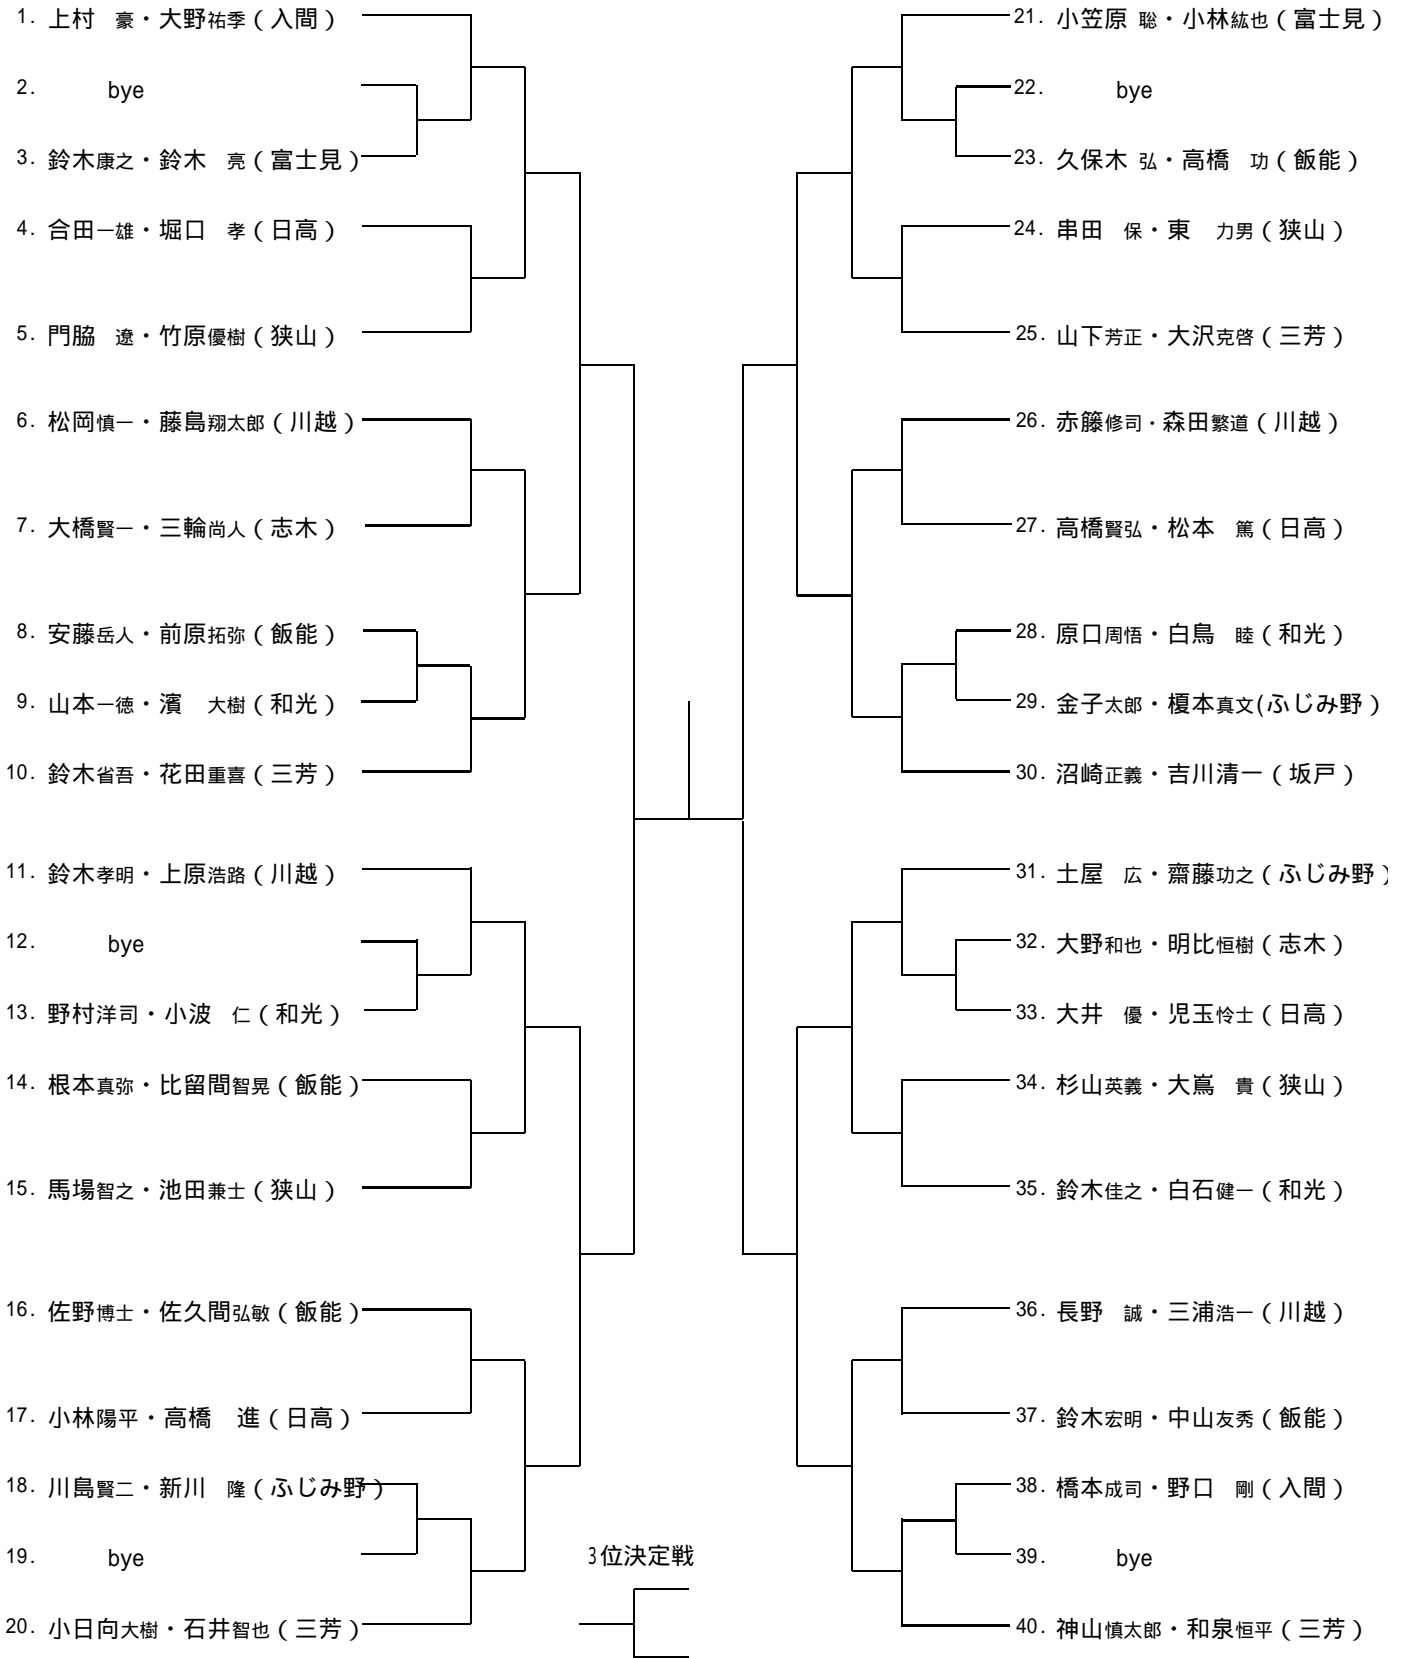 1. 上村 豪・大野祐季（入間）
2. bye
3. 鈴木康之・鈴木 亮（富士見）
4. 合田一雄・堀口 孝（日高）
5. 門脇 遼・竹原優樹（狭山）
6. 松岡慎一・藤島翔太郎（川越）
7. 大橋賢一・三輪尚人（志木）
8. 安藤岳人・前原拓弥（飯能）
9. 山本一徳・濱 大樹（和光）
10. 鈴木省吾・花田重喜（三芳）
11. 鈴木孝明・上原浩路（川越）
12. bye
13. 野村洋司・小波 仁（和光）
14. 根本真弥・比留間智晃（飯能）
15. 馬場智之・池田兼士（狭山）
16. 佐野博士・佐久間弘敏（飯能）
17. 小林陽平・高橋 進（日高）
18. 川島賢二・新川 隆（ふじみ野）
19. bye
20. 小日向大樹・石井智也（三芳）
3位決定戦
21. 小笠原 聡・小林紘也（富士見）
22. bye
23. 久保木 弘・高橋 功（飯能）
24. 串田 保・東 力男（狭山）
25. 山下芳正・大沢克啓（三芳）
26. 赤籐修司・森田繁道（川越）
27. 高橋賢弘・松本 篤（日高）
28. 原口周悟・白鳥 睦（和光）
29. 金子太郎・榎本真文(ふじみ野）
30. 沼崎正義・吉川清一（坂戸）
31. 土屋 広・齋藤功之（ふじみ野）
32. 大野和也・明比恒樹（志木）
33. 大井 優・児玉怜士（日高）
34. 杉山英義・大嶌 貴（狭山）
35. 鈴木佳之・白石健一（和光）
36. 長野 誠・三浦浩一（川越）
37. 鈴木宏明・中山友秀（飯能）
38. 橋本成司・野口 剛（入間）
39. bye
40. 神山慎太郎・和泉恒平（三芳）